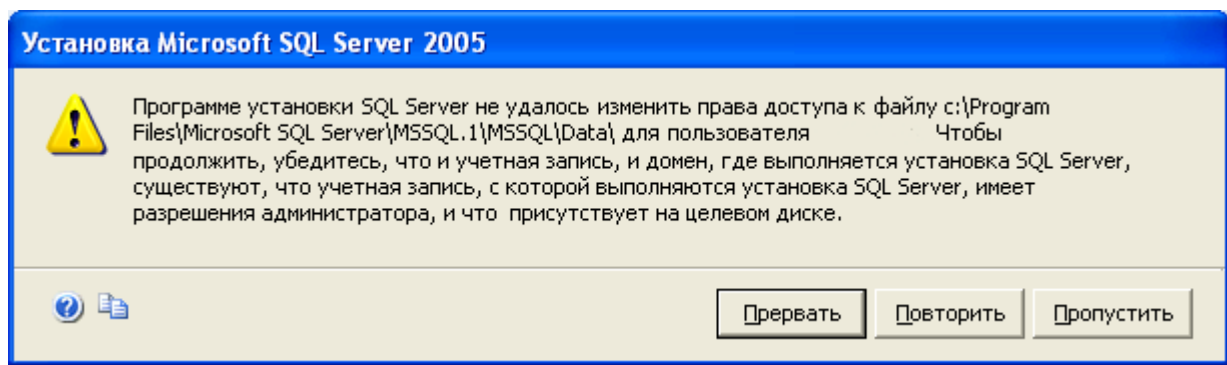 Установка Microsoft SQL Server 2005
Программе установки SQL Server не удалось изменить права доступа к файлу c:\Program
Files\Microsoft SQL Server\MSSQL.1\MSSQL\Data\ для пользователя Чтобы
продолжить, убедитесь, что и учетная запись, и домен, где выполняется установка SQL Server,
существуют, что учетная запись, с которой выполняются установка SQL Server, имеет
разрешения администратора, и что присутствует на целевом диске.
Прервать Повторить Пропустить